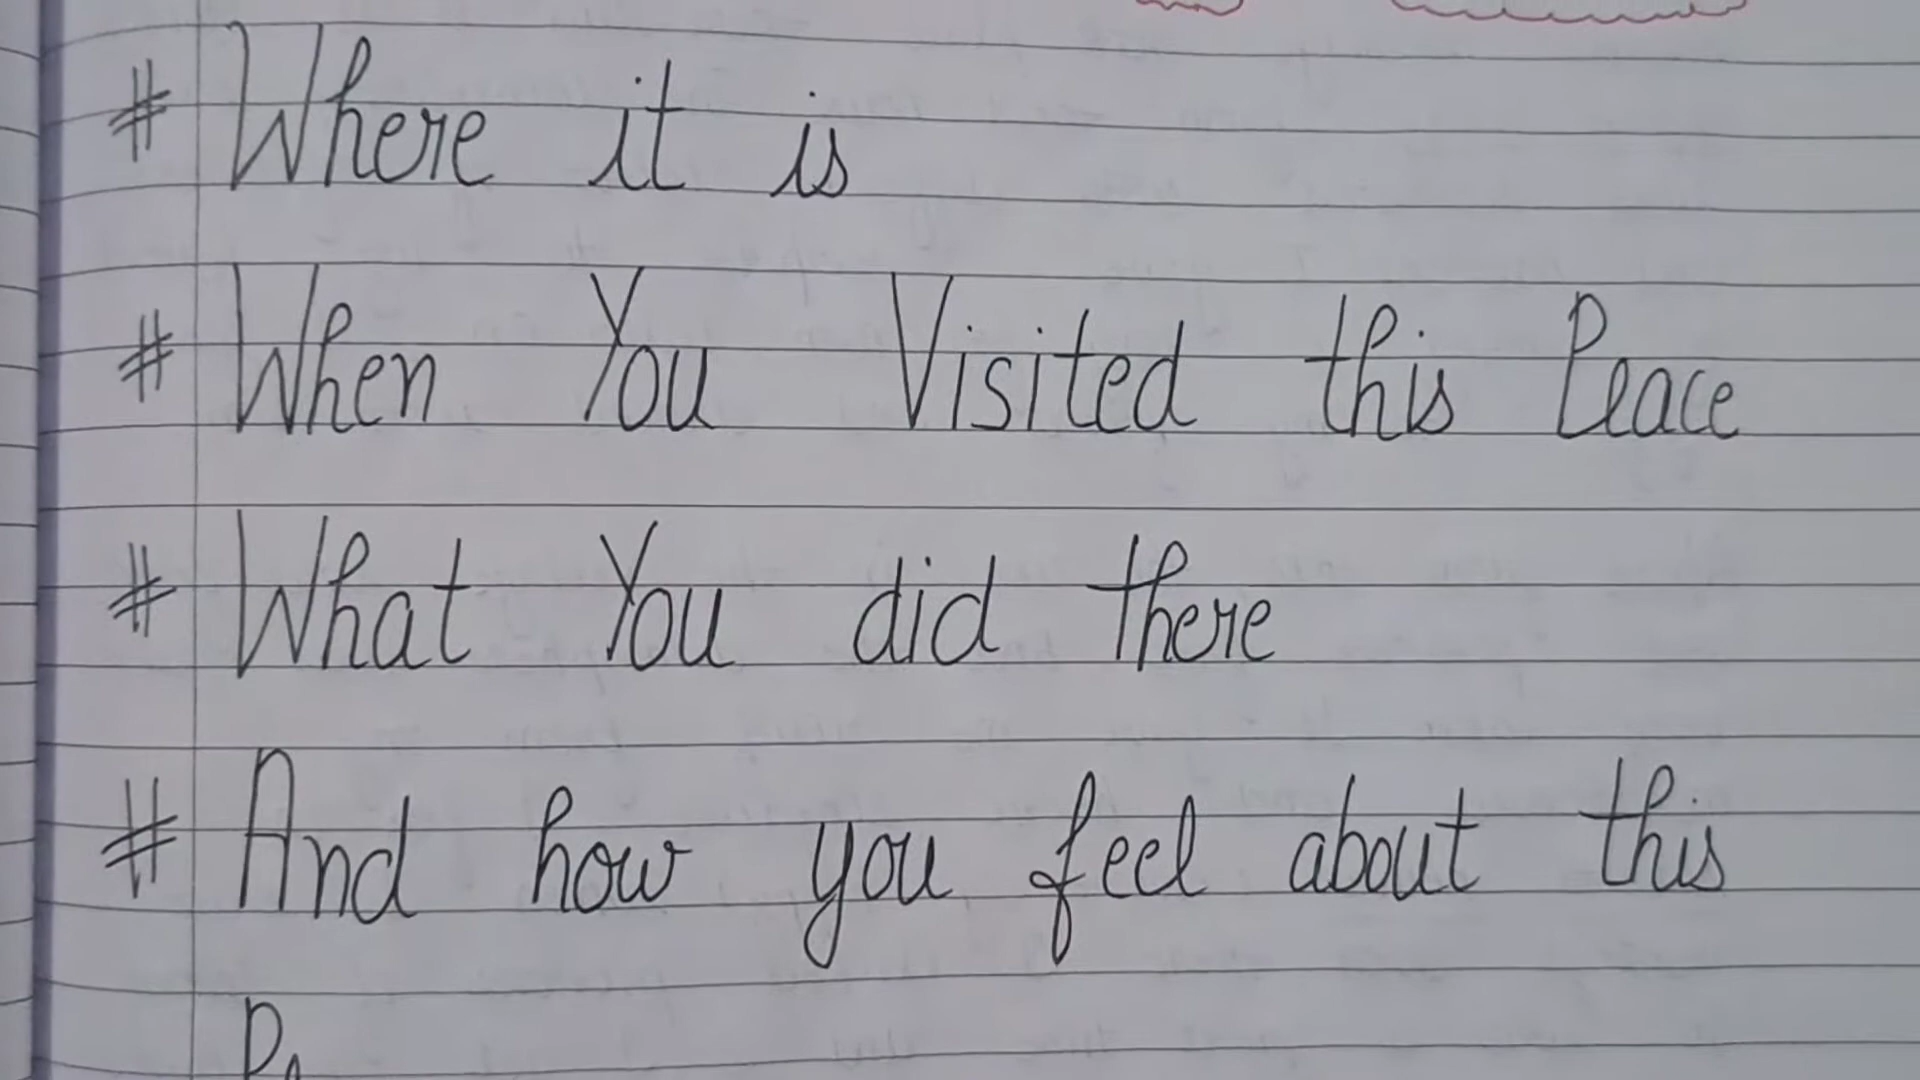 # Where it is
# When You Visited this Peace
# What You did there
# And how you feel about this